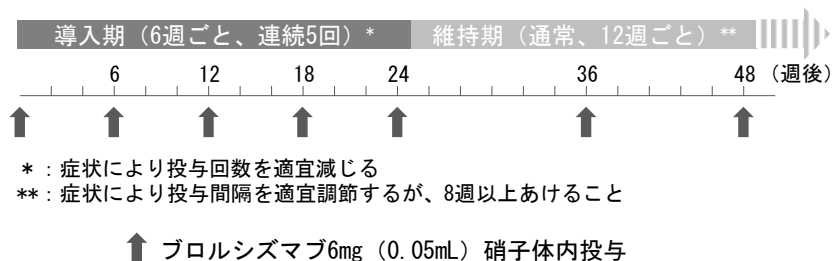 導入期（6週ごと、連続5回）* 維持期（通常、12週ごと）**
6 12 18 24 36 48 （週後）
* ：症状により投与回数を適宜減じる
**：症状により投与間隔を適宜調節するが、8週以上あけること
ブロルシズマブ6mg（0.05mL）硝子体内投与